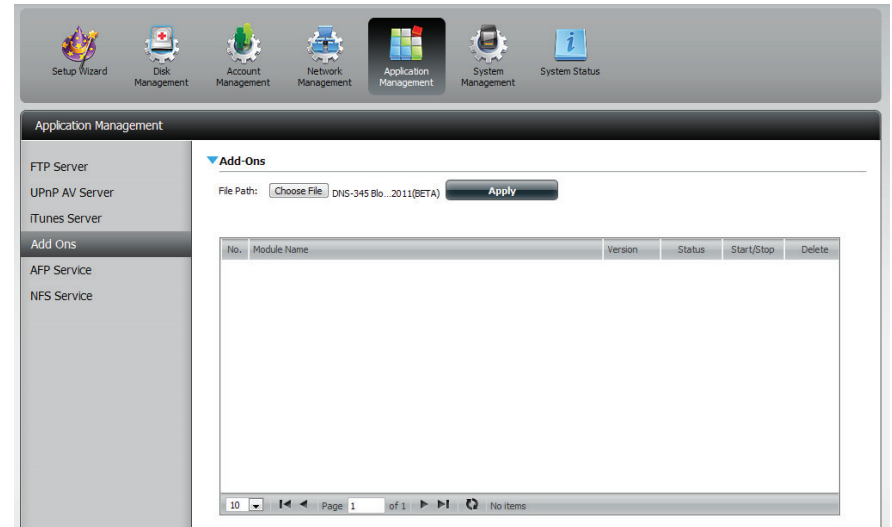 Setup Wizard
Disk Management
Account Management
Network Management
Application Management
System Management
System Status
Application Management
FTP Server
UPnP AV Server
iTunes Server
Add Ons
AFP Service
NFS Service
Add-Ons
File Path: Choose File DNS-345 Blo...2011(BETA) Apply
No. Module Name Version Status Start/Stop Delete
10 Page 1 of 1 No items